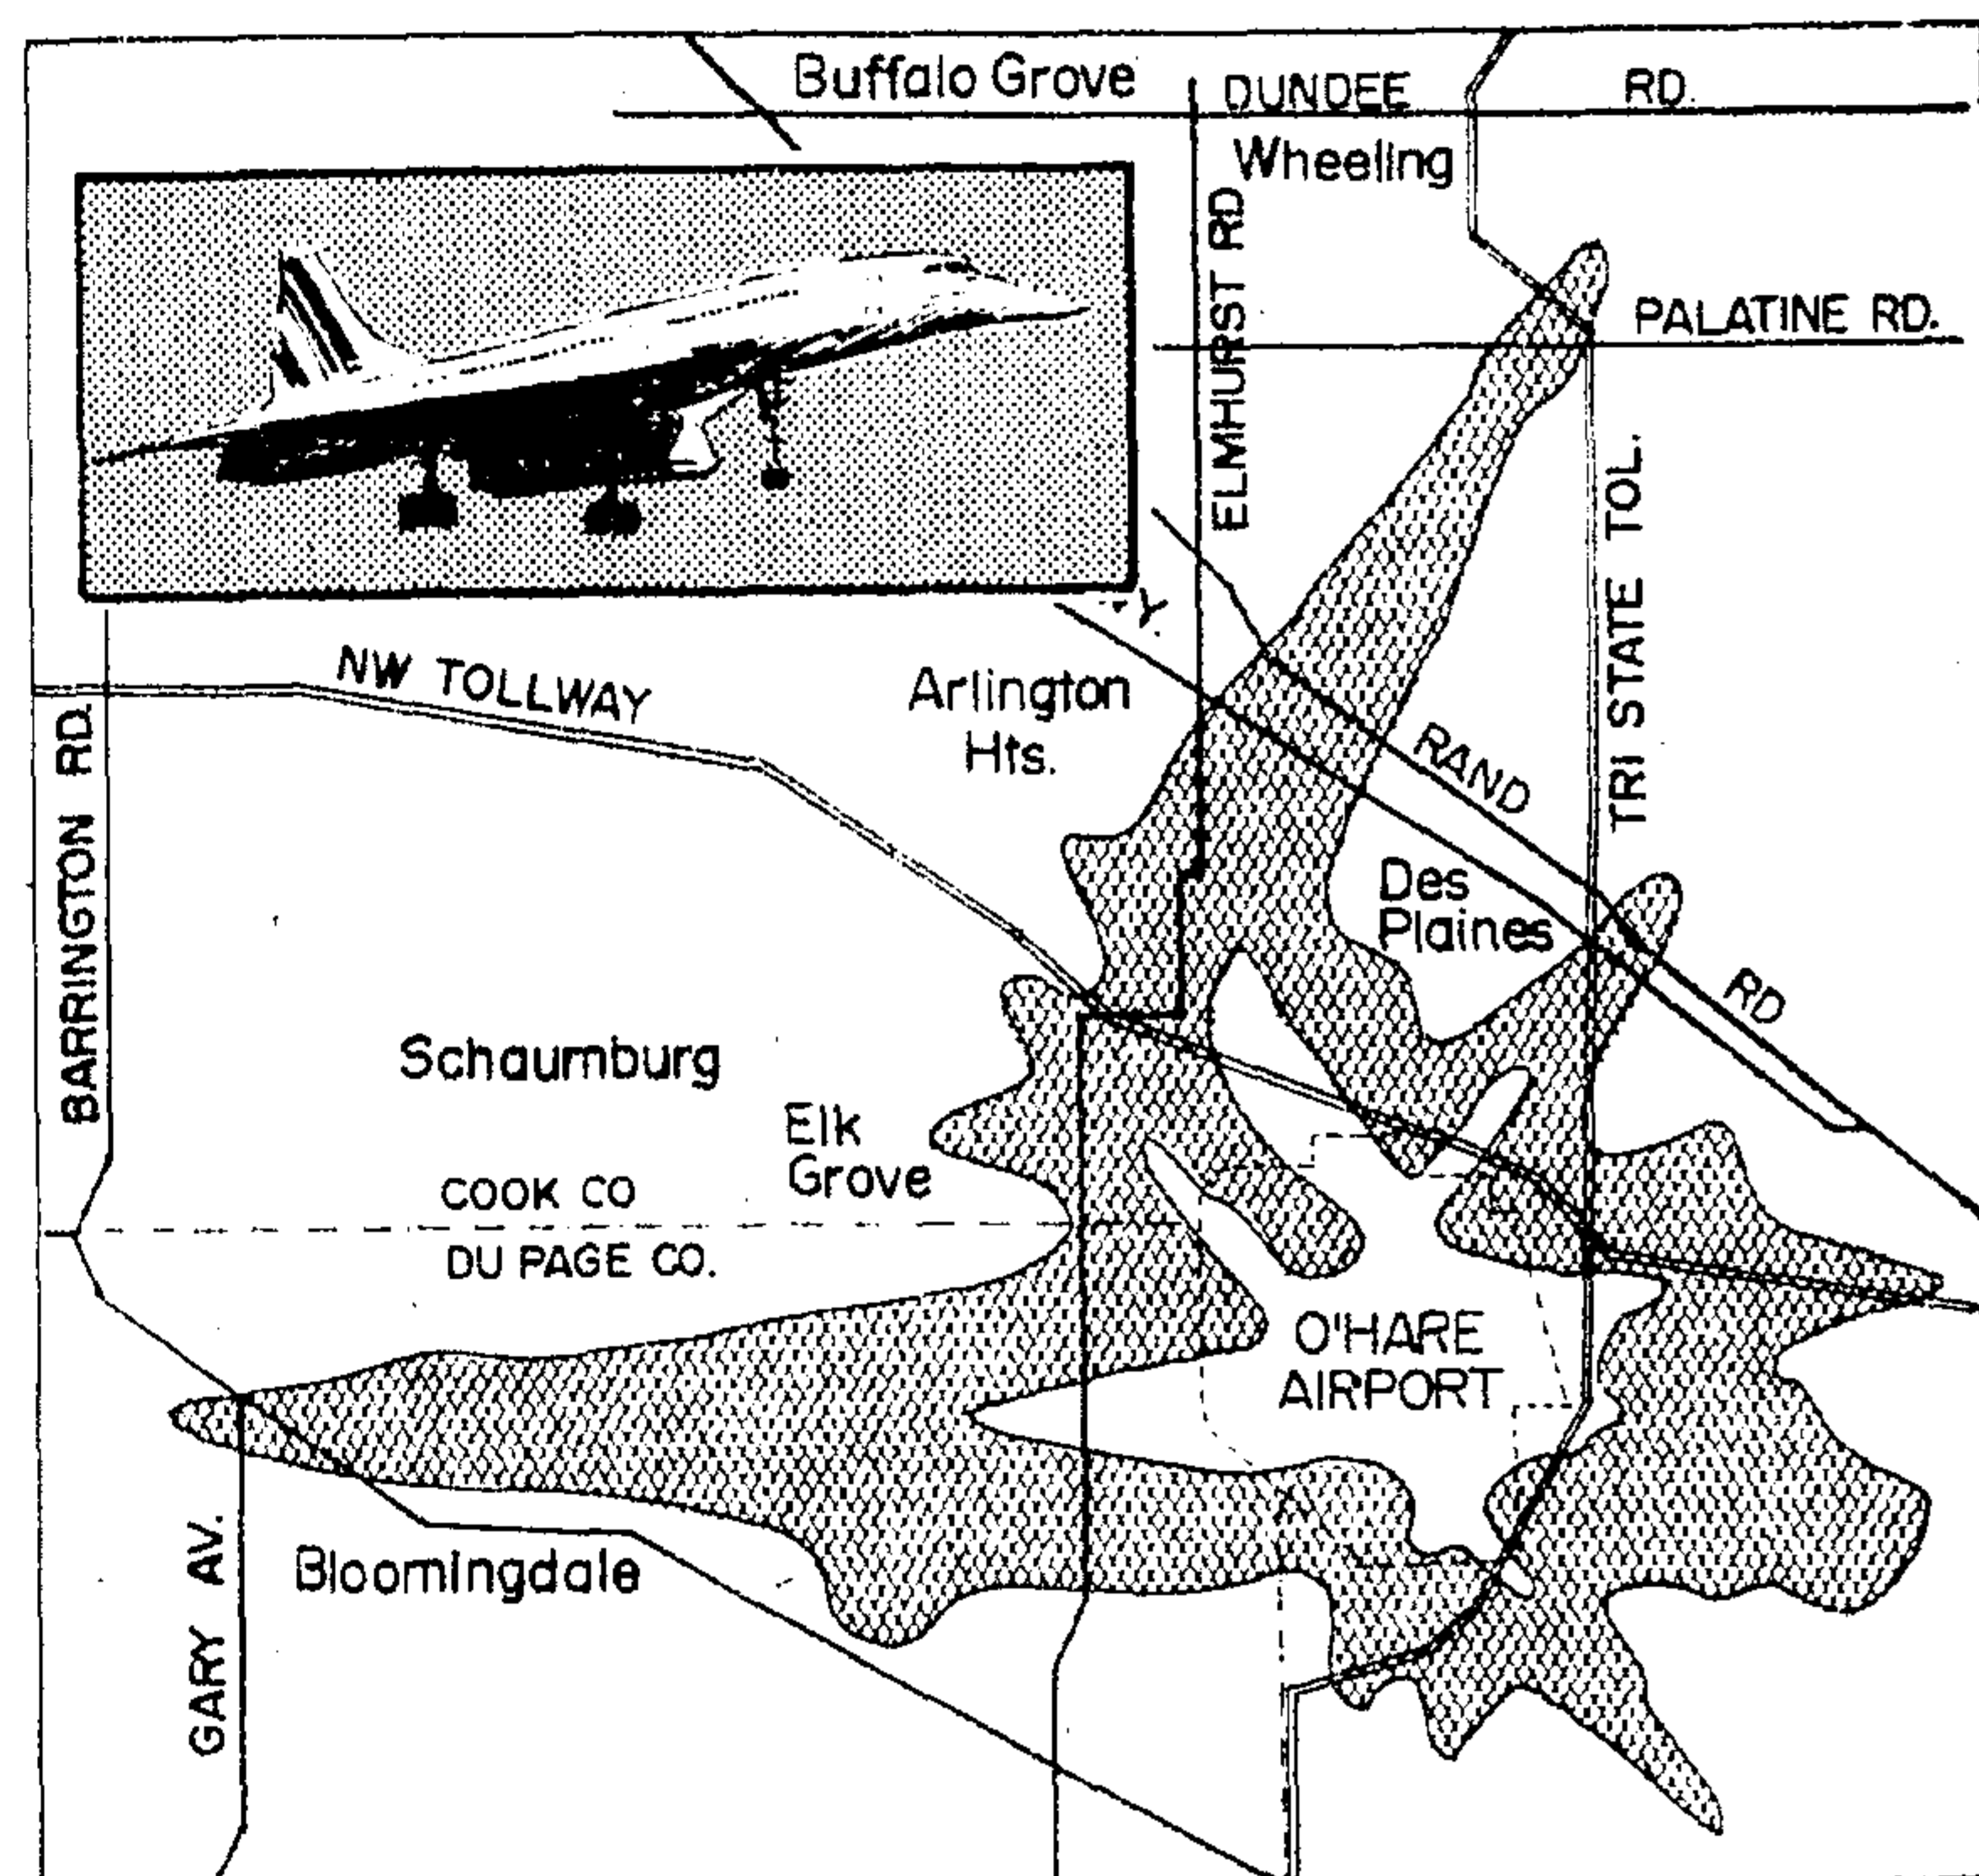 Buffalo Grove
DUNDEE RD.
Wheeling
ELMHURST RD
PALATINE RD.
TRI STATE TOL.
NW TOLLWAY
Arlington
Hts.
RAND RD
BARRINGTON RD.
Des
Plaines
Schaumburg
Elk
Grove
COOK CO
DU PAGE CO.
O'HARE
AIRPORT
GARY AV.
Bloomingdale